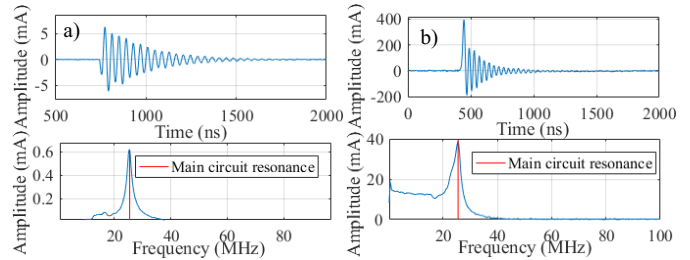 a)
Amplitude (mA)
5
0
-5
500
1000
1500
2000
Time (ns)
b)
Amplitude (mA)
400
200
0
-200
0
500
1000
1500
2000
Time (ns)
Amplitude (mA)
0.6
0.4
0.2
Main circuit resonance
20
40
60
80
Frequency (MHz)
Amplitude (mA)
40
20
0
Main circuit resonance
20
40
60
80
100
Frequency (MHz)